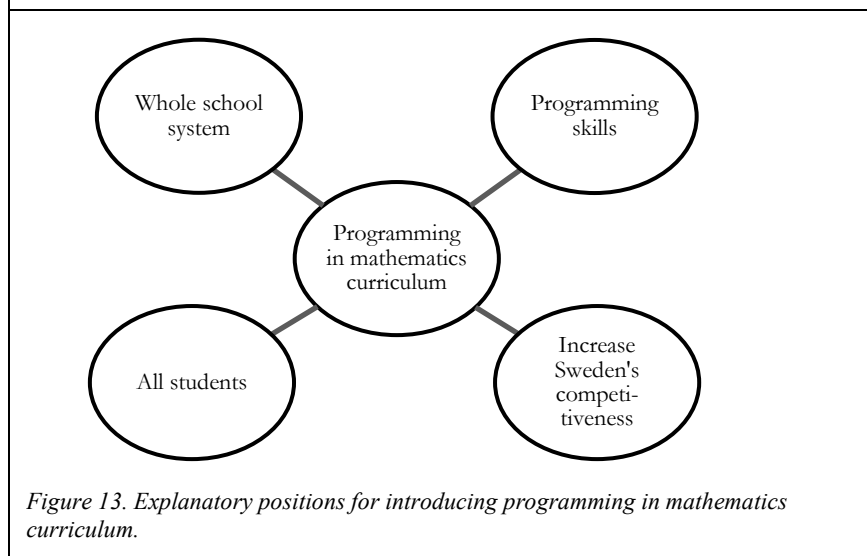 Whole school
system
Programming
skills
Programming
in mathematics
curriculum
All students
Increase
Sweden's
competi-
tiveness
Figure 13. Explanatory positions for introducing programming in mathematics
curriculum.